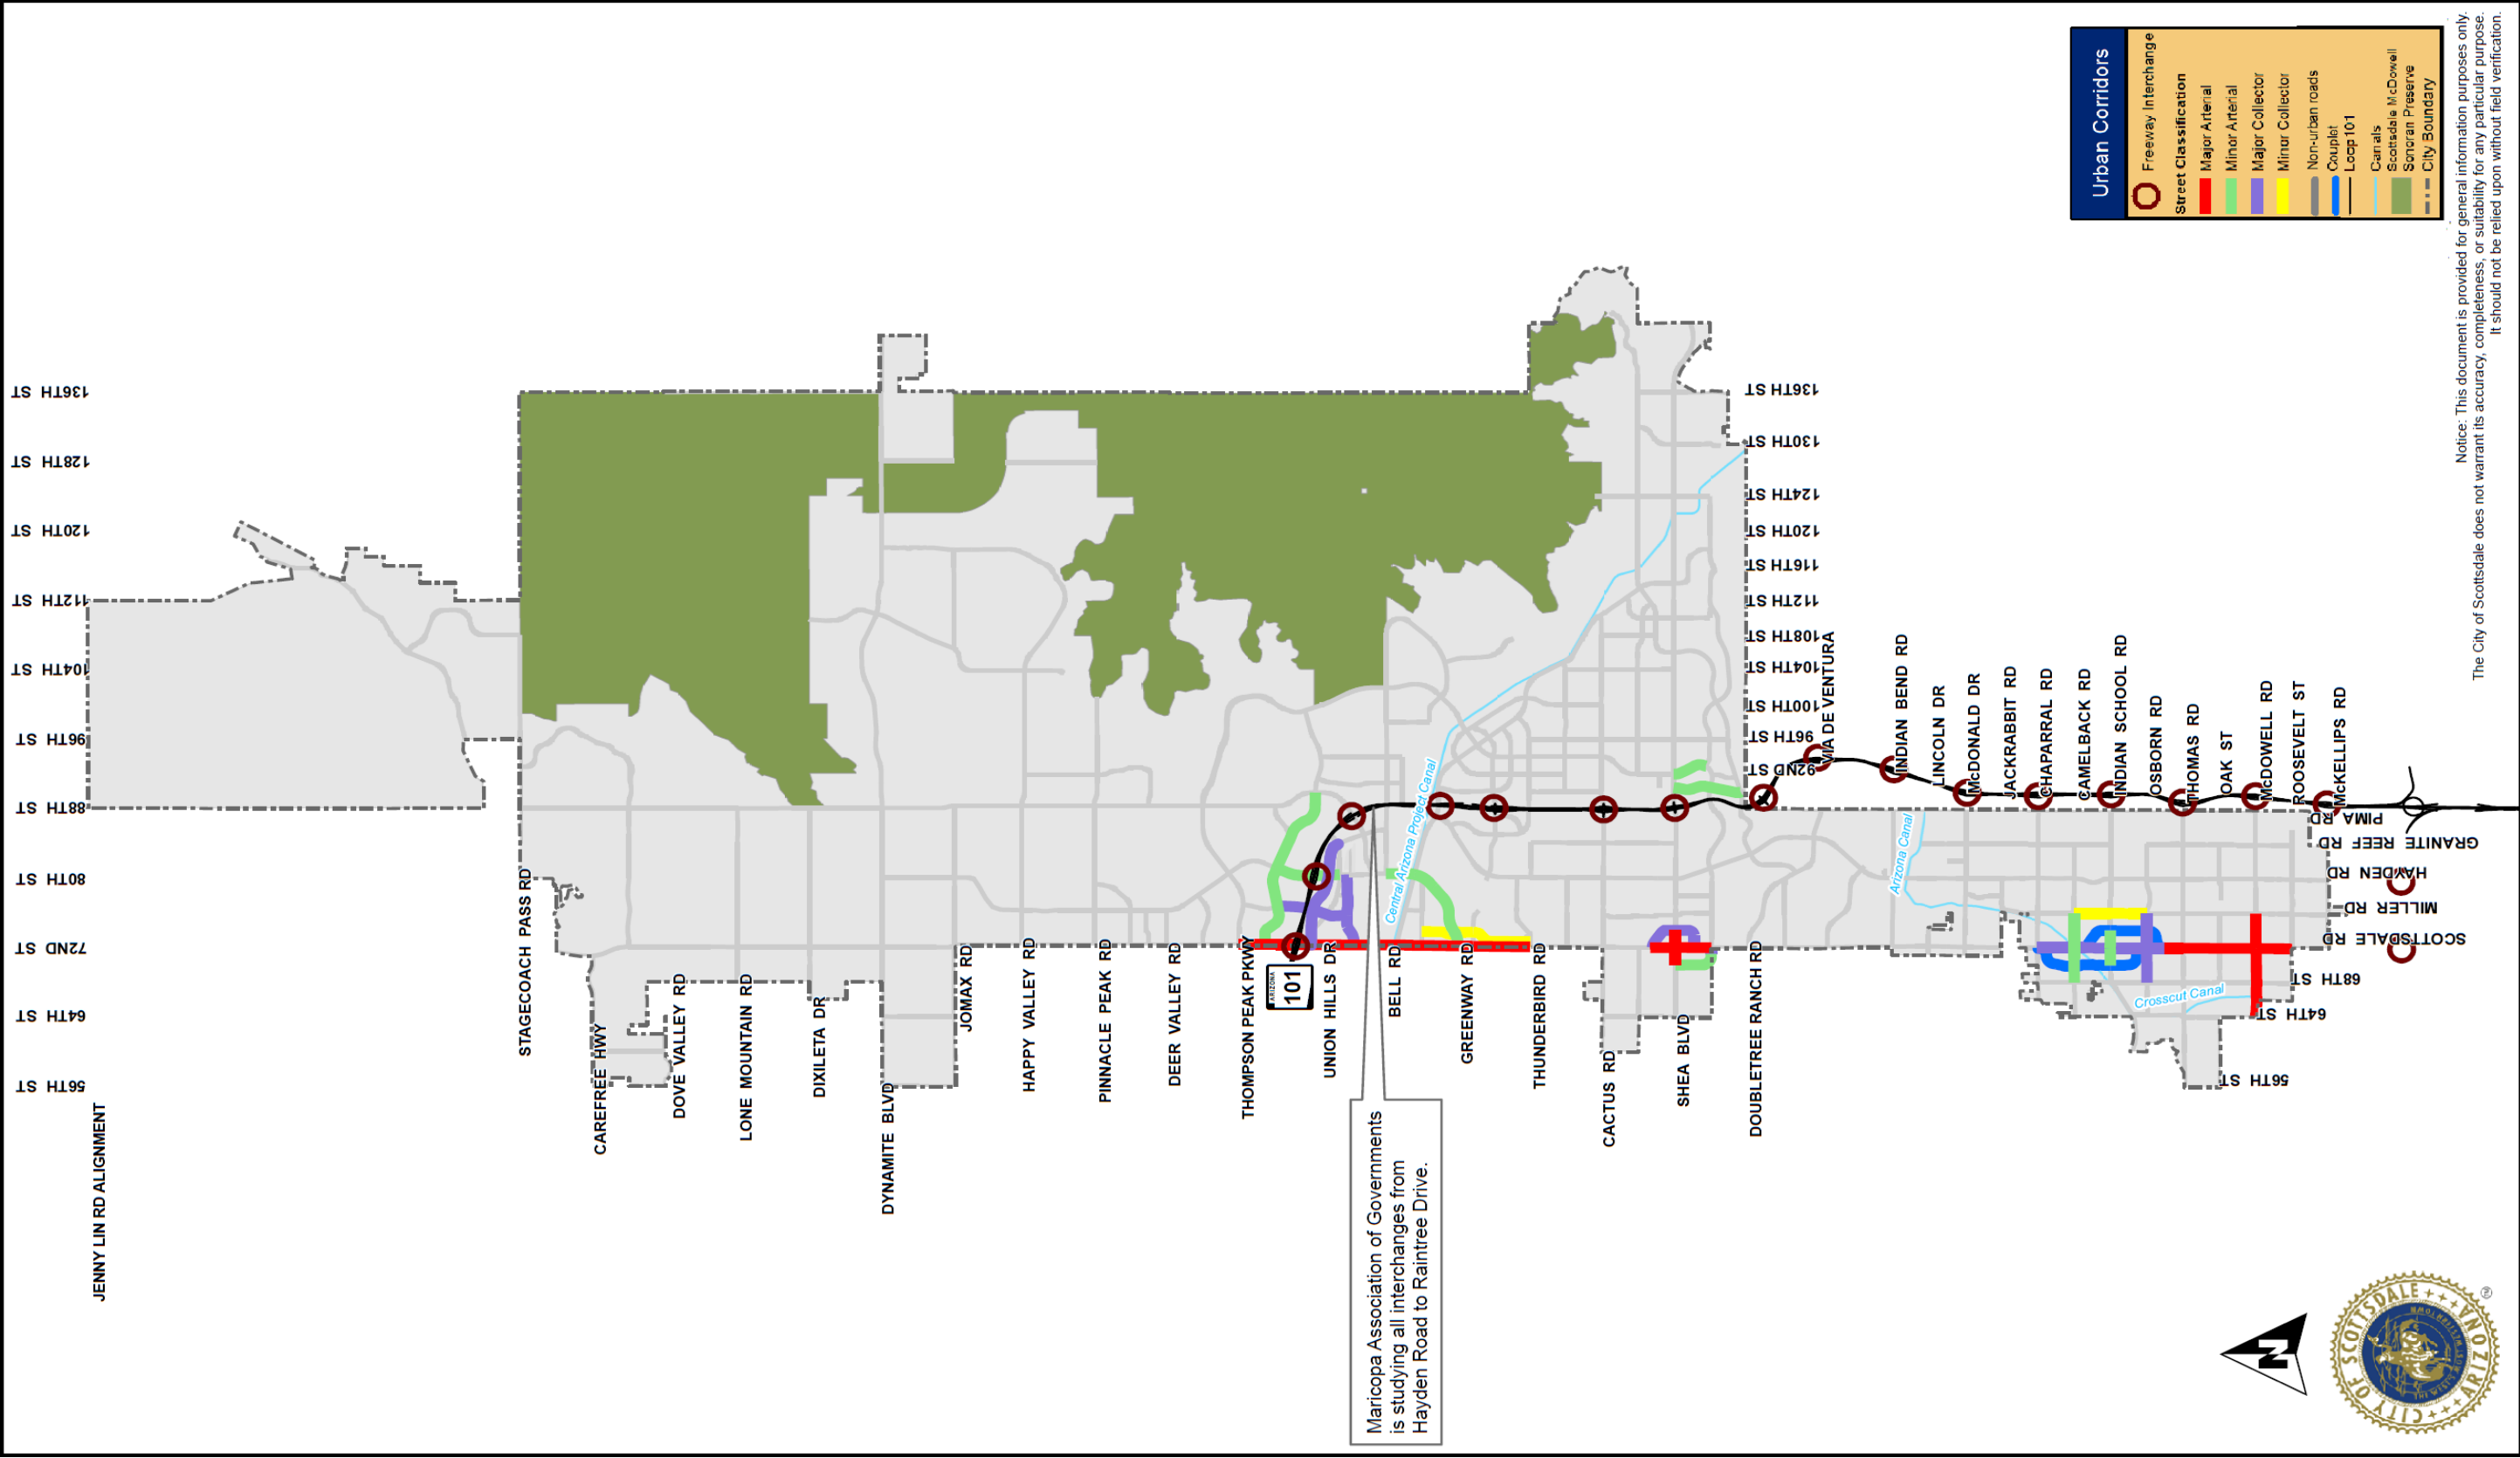 Urban Corridors
Freeway Interchange
Street Classification
Major Arterial
Minor Arterial
Major Collector
Minor Collector
Non-urban roads
Couplet
Loop 101
Canals
Scottsdale McDowell
Sonoran Preserve
City Boundary
Notice: This document is provided for general information purposes only.
The City of Scottsdale does not warrant its accuracy, completeness, or suitability for any particular purpose.
It should not be relied upon without field verification.
136TH ST
128TH ST
120TH ST
112TH ST
104TH ST
96TH ST
88TH ST
80TH ST
72ND ST
64TH ST
56TH ST
JENNY LIN RD ALIGNMENT
STAGECOACH PASS RD
CAREFREE HWY
DOVE VALLEY RD
LONE MOUNTAIN RD
DIXILETA DR
DYNAMITE BLVD
JOMAX RD
HAPPY VALLEY RD
PINNACLE PEAK RD
DEER VALLEY RD
THOMPSON PEAK PKWY
ARIZONA
101
UNION HILLS DR
BELL RD
GREENWAY RD
THUNDERBIRD RD
CACTUS RD
SHEA BLVD
DOUBLETREE RANCH RD
136TH ST
130TH ST
124TH ST
120TH ST
116TH ST
112TH ST
108TH ST
104TH ST
100TH ST
96TH ST
92ND ST
VIA DE VENTURA
INDIAN BEND RD
LINCOLN DR
McDONALD DR
JACKRABBIT RD
CHAPARRAL RD
CAMELBACK RD
INDIAN SCHOOL RD
OSBORN RD
THOMAS RD
OAK ST
McDOWELL RD
ROOSEVELT ST
McKELLIPS RD
PIMA RD
GRANITE REEF RD
HAYDEN RD
MILLER RD
SCOTTSDALE RD
68TH ST
64TH ST
56TH ST
Central Arizona Project Canal
Arizona Canal
Crosscut Canal
Maricopa Association of Governments
is studying all interchanges from
Hayden Road to Raintree Drive.
N
CITY OF SCOTTSDALE
ARIZONA